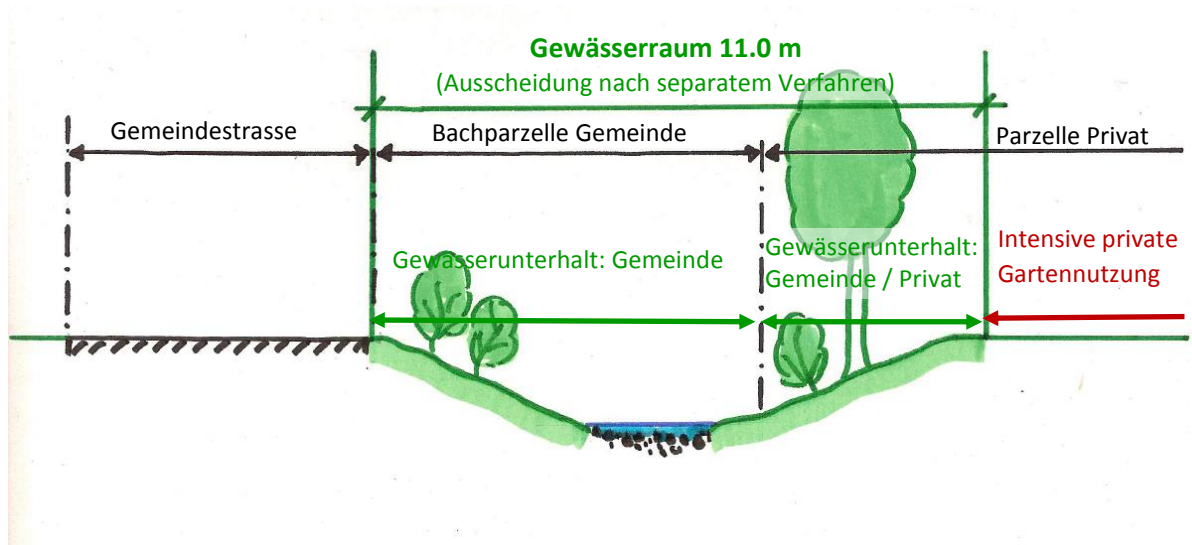 Gewässerraum 11.0 m
(Ausscheidung nach separatem Verfahren)
Gemeindestrasse
Bachparzelle Gemeinde
Parzelle Privat
Gewässerunterhalt: Gemeinde
Gewässerunterhalt:
Gemeinde / Privat
Intensive private
Gartennutzung